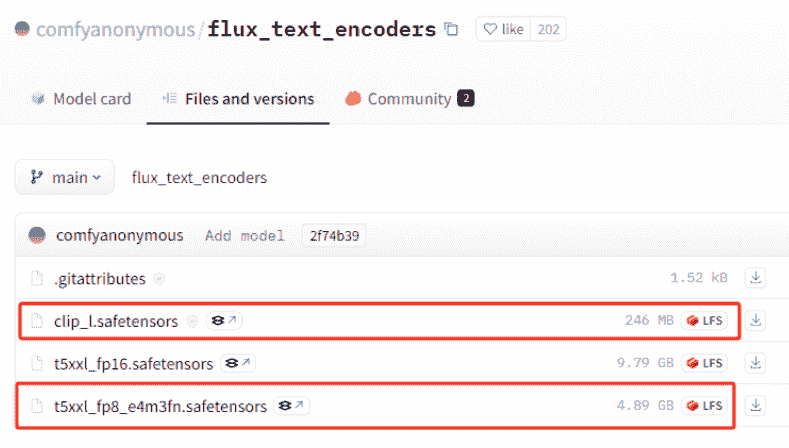 comfyanonymous/flux_text_encoders like 202
Model card Files and versions Community 2
main flux_text_encoders
comfyanonymous Add model 2f74b39
.gitattributes 1.52 kB
clip_l.safetensors 246 MB LFS
t5xxl_fp16.safetensors 9.79 GB LFS
t5xxl_fp8_e4m3fn.safetensors 4.89 GB LFS